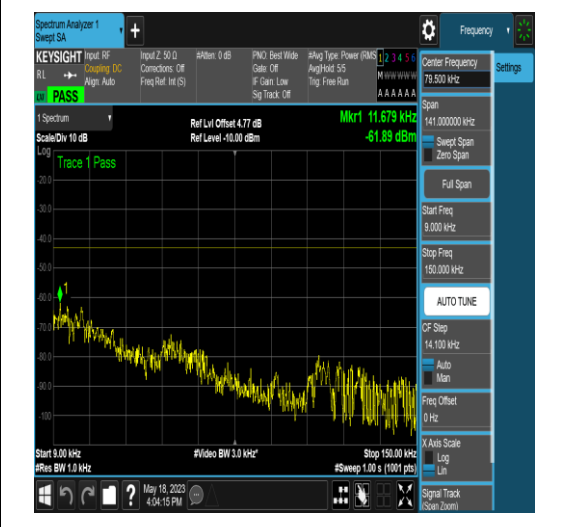 Spectrum Analyzer 1
Swept SA
+
Frequency
KEYSIGHT
RL
Input: RF
Coupling: DC
Align: Auto
Input Z: 50 Ω
Corrections: Off
Freq Ref: Int (S)
#Atten: 0 dB
PNO: Best Wide
Gate: Off
IF Gain: Low
Sig Track: Off
#Avg Type: Power (RMS
Avg|Hold: 5/5
Trig: Free Run
1 2 3 4 5 6
M W W W W W
A A A A A A
PASS
1 Spectrum
Scale/Div 10 dB
Ref Lvl Offset 4.77 dB
Ref Level -10.00 dBm
Mkr1 11.679 kHz
-61.89 dBm
Log
Trace 1 Pass
-20.0
-30.0
-40.0
-50.0
-60.0
-70.0
-80.0
-90.0
-100
1
Start 9.00 kHz
#Res BW 1.0 kHz
#Video BW 3.0 kHz*
Stop 150.00 kHz
#Sweep 1.00 s (1001 pts)
?
May 18, 2023
4:04:15 PM
Center Frequency
79.500 kHz
Span
141.000000 kHz
Swept Span
Zero Span
Full Span
Start Freq
9.000 kHz
Stop Freq
150.000 kHz
AUTO TUNE
CF Step
14.100 kHz
Auto
Man
Freq Offset
0 Hz
X Axis Scale
Log
Lin
Signal Track
(Span Zoom)
Settings